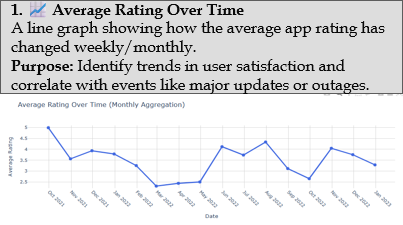 1. 📈 Average Rating Over Time
A line graph showing how the average app rating has
changed weekly/monthly.
Purpose: Identify trends in user satisfaction and
correlate with events like major updates or outages.
Average Rating Over Time (Monthly Aggregation)
Average Rating
5
4.5
4
3.5
3
2.5
Oct 2021
Nov 2021
Dec 2021
Jan 2022
Feb 2022
Mar 2022
Apr 2022
May 2022
Jun 2022
Jul 2022
Aug 2022
Sep 2022
Oct 2022
Nov 2022
Dec 2022
Jan 2023
Date